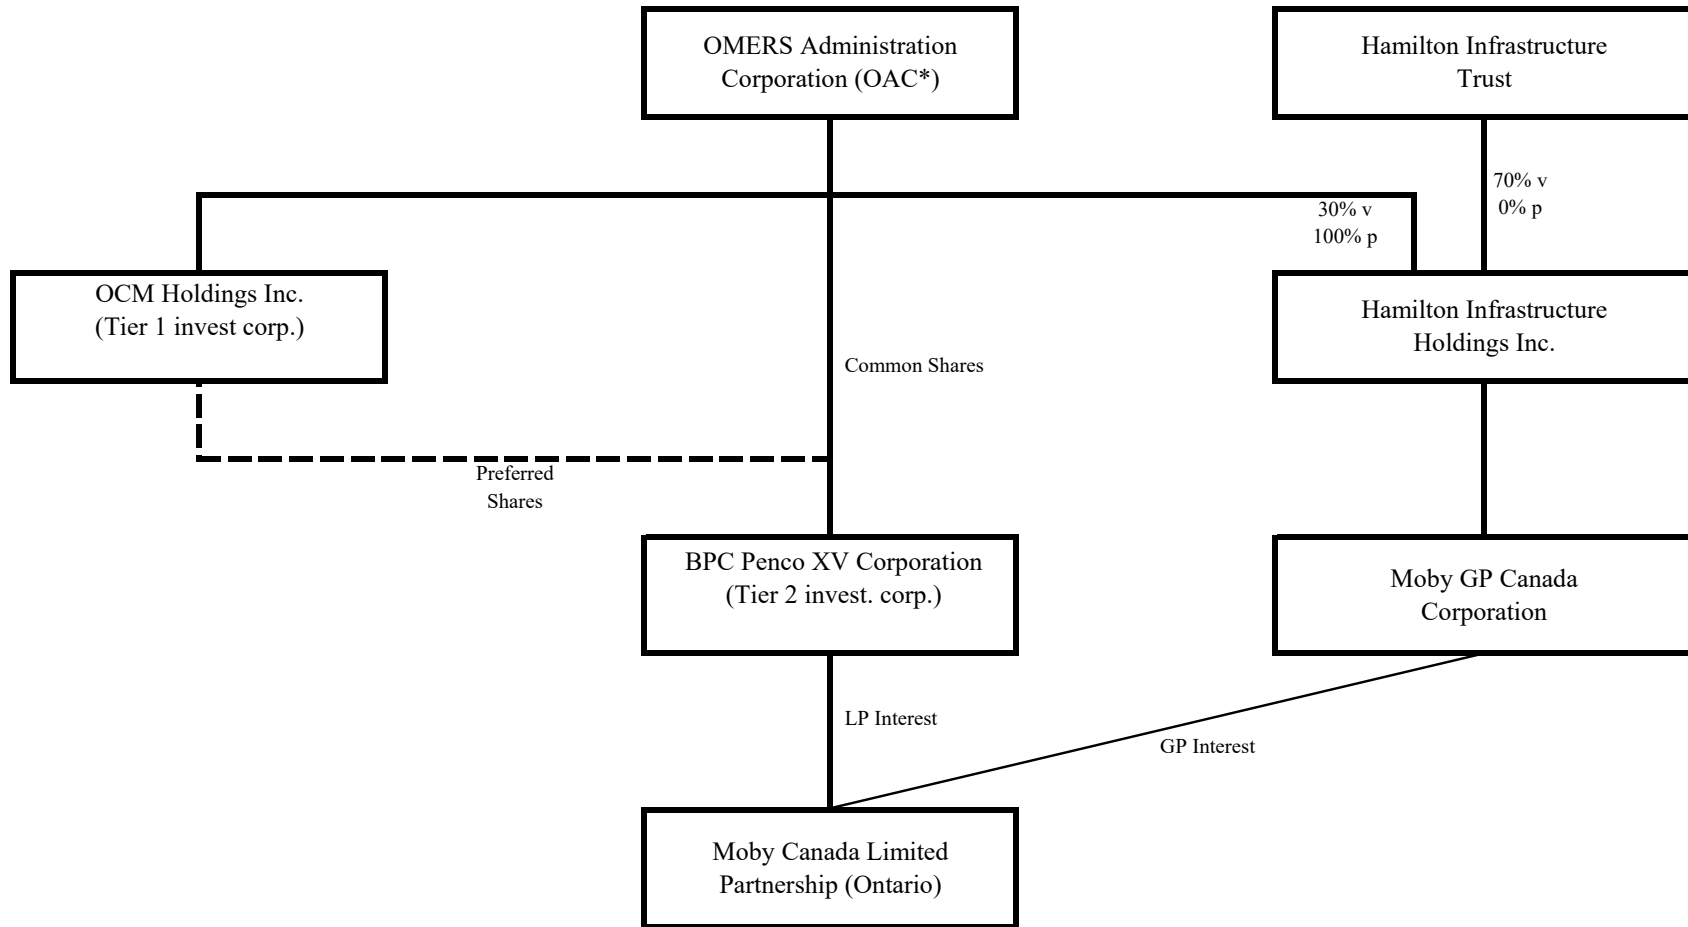 OMERS Administration
Corporation (OAC*)
Hamilton Infrastructure
Trust
70% v
0% p
30% v
100% p
OCM Holdings Inc.
(Tier 1 invest corp.)
Hamilton Infrastructure
Holdings Inc.
Common Shares
Preferred
Shares
BPC Penco XV Corporation
(Tier 2 invest. corp.)
Moby GP Canada
Corporation
LP Interest
GP Interest
Moby Canada Limited
Partnership (Ontario)